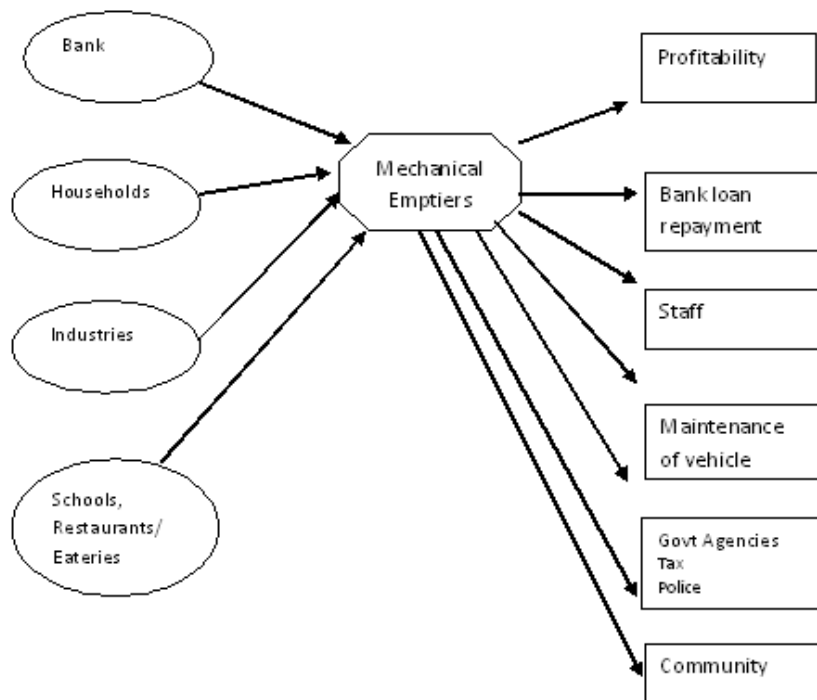 Bank
Households
Industries
Schools,
Restaurants/
Eateries
Mechanical
Emptiers
Profitability
Bank loan
repayment
Staff
Maintenance
of vehicle
Govt Agencies
Tax
Police
Community